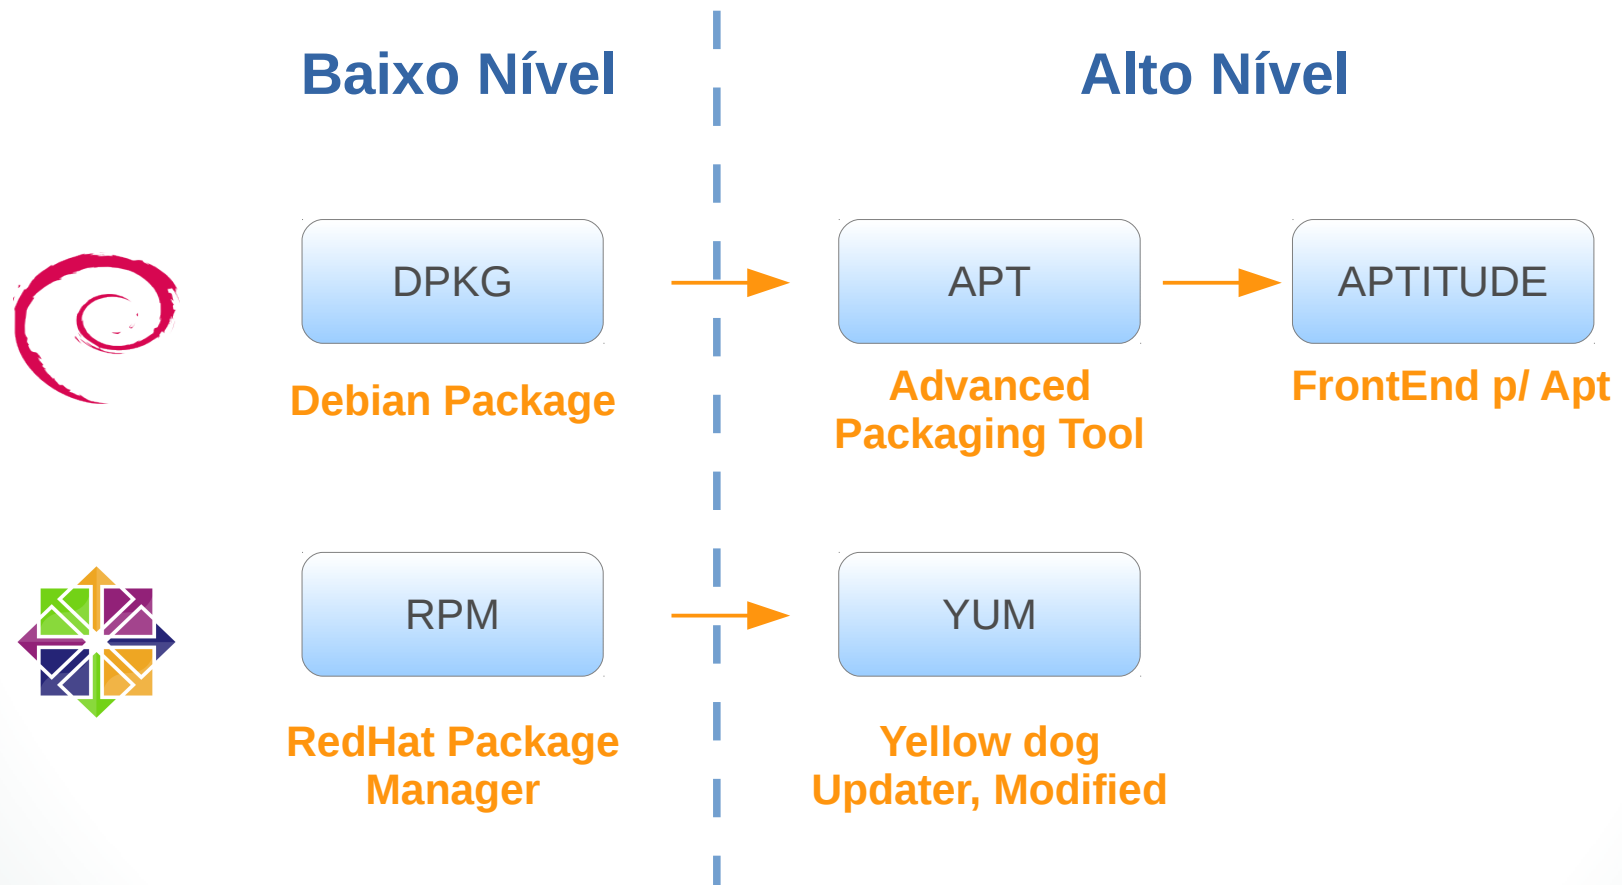 Baixo Nível
Alto Nível
DPKG
APT
APTITUDE
Debian Package
Advanced
Packaging Tool
FrontEnd p/ Apt
RPM
YUM
RedHat Package
Manager
Yellow dog
Updater, Modified